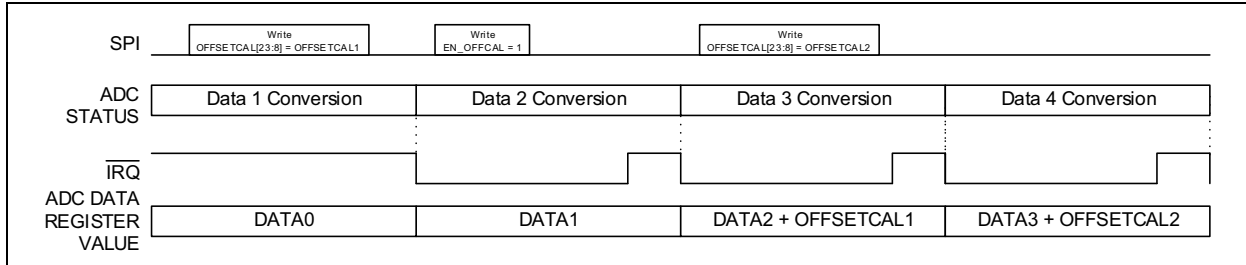 SPI
Write
OFFSETCAL[23:8] = OFFSETCAL1
Write
EN_OFFCAL = 1
Write
OFFSETCAL[23:8] = OFFSETCAL2
ADC
STATUS
Data 1 Conversion
Data 2 Conversion
Data 3 Conversion
Data 4 Conversion
IRQ
ADC DATA
REGISTER
VALUE
DATA0
DATA1
DATA2 + OFFSETCAL1
DATA3 + OFFSETCAL2